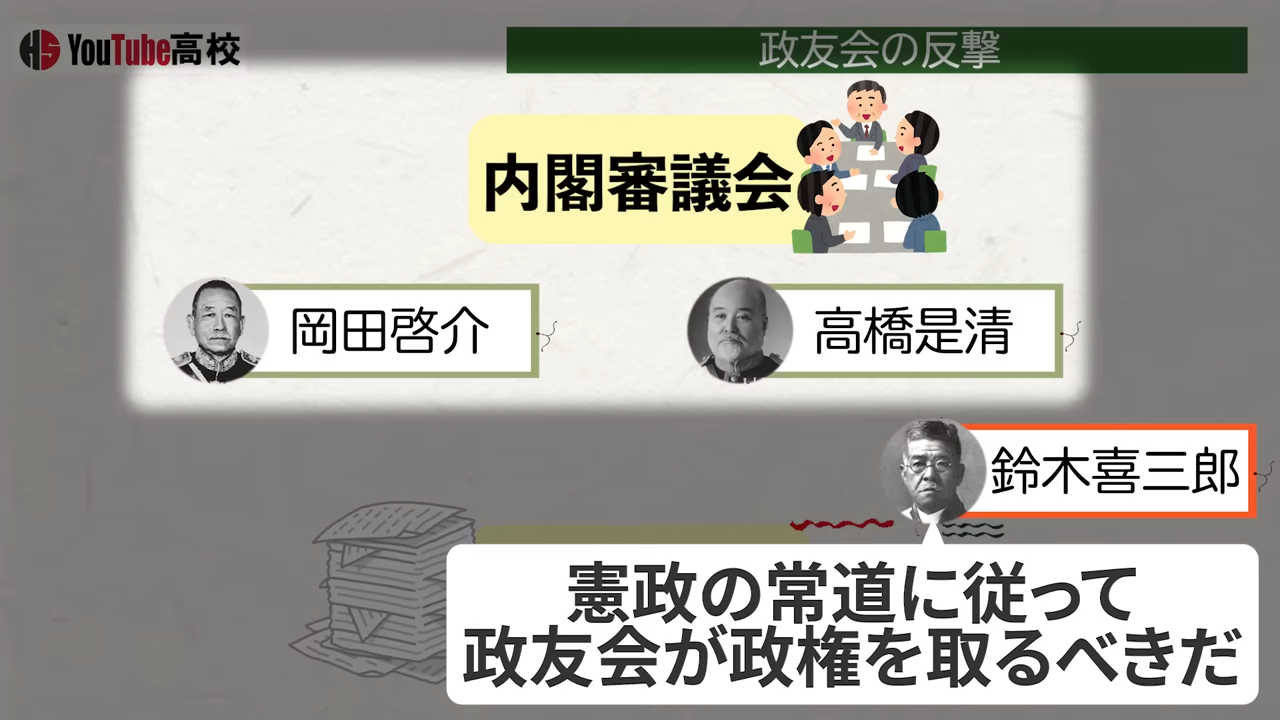 YouTube高校
政友会の反撃
内閣審議会
岡田啓介
高橋是清
鈴木喜三郎
憲政の常道に従って
政友会が政権を取るべきだ